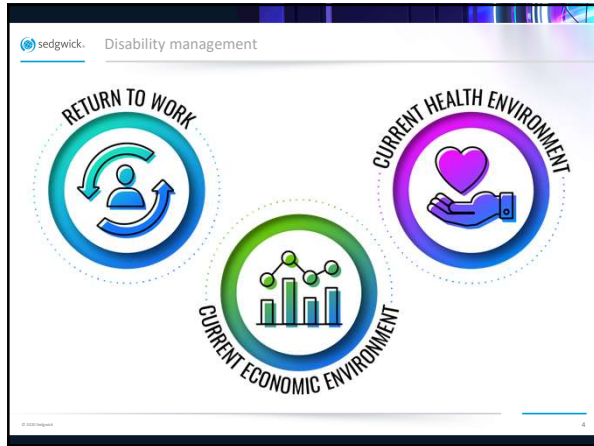 sedgwick.
Disability management
RETURN TO WORK
CURRENT HEALTH ENVIRONMENT
CURRENT ECONOMIC ENVIRONMENT
© 2020 Sedgwick
4